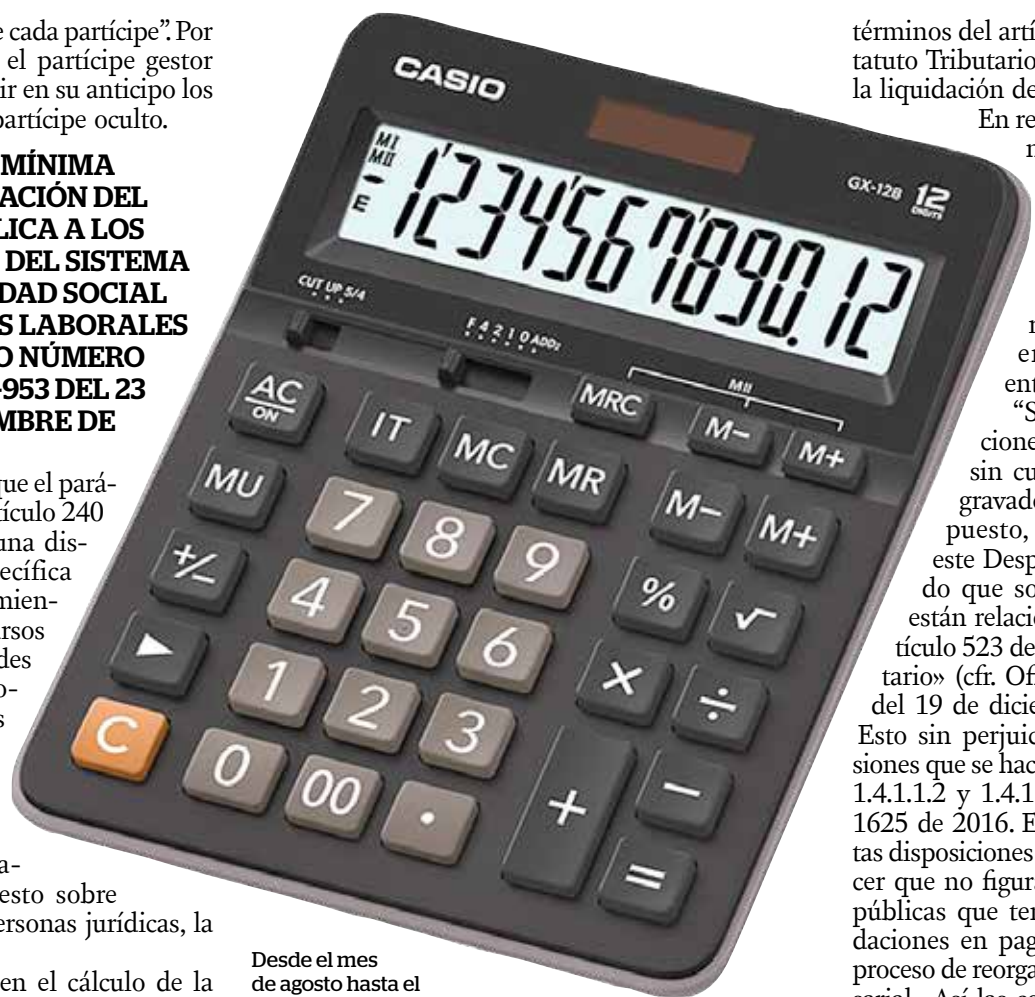 e cada partícipe”. Por
el partícipe gestor
ir en su anticipo los
partícipe oculto.
MÍNIMA
ACIÓN DEL
LICA A LOS
DEL SISTEMA
DAD SOCIAL
S LABORALES
O NÚMERO
-953 DEL 23
MBRE DE
que el pará-
tículo 240
una dis-
ecífica
mien-
rsos
des
o-
s
a-
esto sobre
ersonas jurídicas, la
en el cálculo de la
CASIO
GX-12B 12
DIGITS
MI
MII
E
1'234'567'890.12
CUT UP 5/4
F 4 2 1 0 ADD2
MII
AC
ON
IT
MC
MRC
M−
M+
MU
7
8
9
MR
M−
M+
+/−
4
5
6
%
√
▶
1
2
3
×
÷
C
0
00
.
+
−
=
Desde el mes
de agosto hasta el
términos del artí
tatuto Tributario
la liquidación de
En re
n
n
en
ent
“S
cione
sin cu
gravado
puesto,
este Desp
do que so
están relacio
tículo 523 de
tario» (cfr. Of
del 19 de dicie
Esto sin perjuic
siones que se hac
1.4.1.1.2 y 1.4.1
1625 de 2016. E
tas disposiciones
cer que no figura
públicas que ten
daciones en pag
proceso de reorga